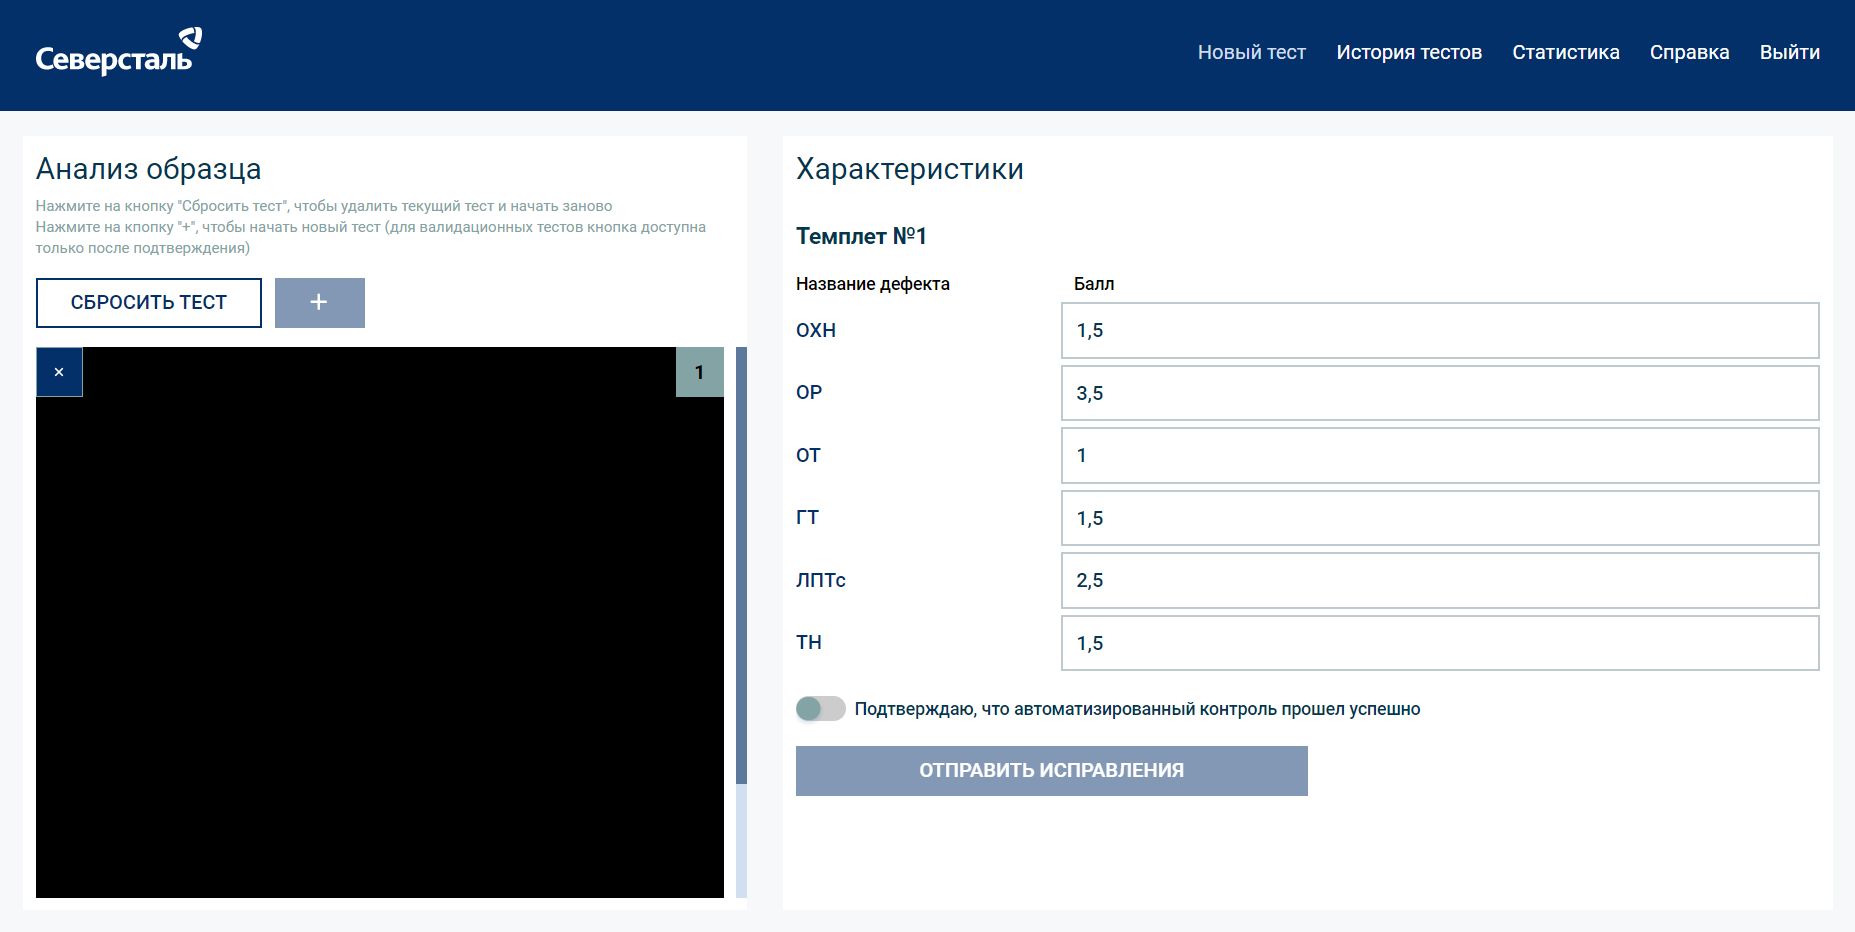 Северсталь
Новый тест
История тестов
Статистика
Справка
Выйти
Анализ образца
Нажмите на кнопку "Сбросить тест", чтобы удалить текущий тест и начать заново
Нажмите на кпопку "+", чтобы начать новый тест (для валидационных тестов кнопка доступна
только после подтверждения)
СБРОСИТЬ ТЕСТ
+
×
1
Характеристики
Темплет №1
Название дефекта Балл
ОХН 1,5
ОР 3,5
ОТ 1
ГТ 1,5
ЛПТс 2,5
ТН 1,5
Подтверждаю, что автоматизированный контроль прошел успешно
ОТПРАВИТЬ ИСПРАВЛЕНИЯ